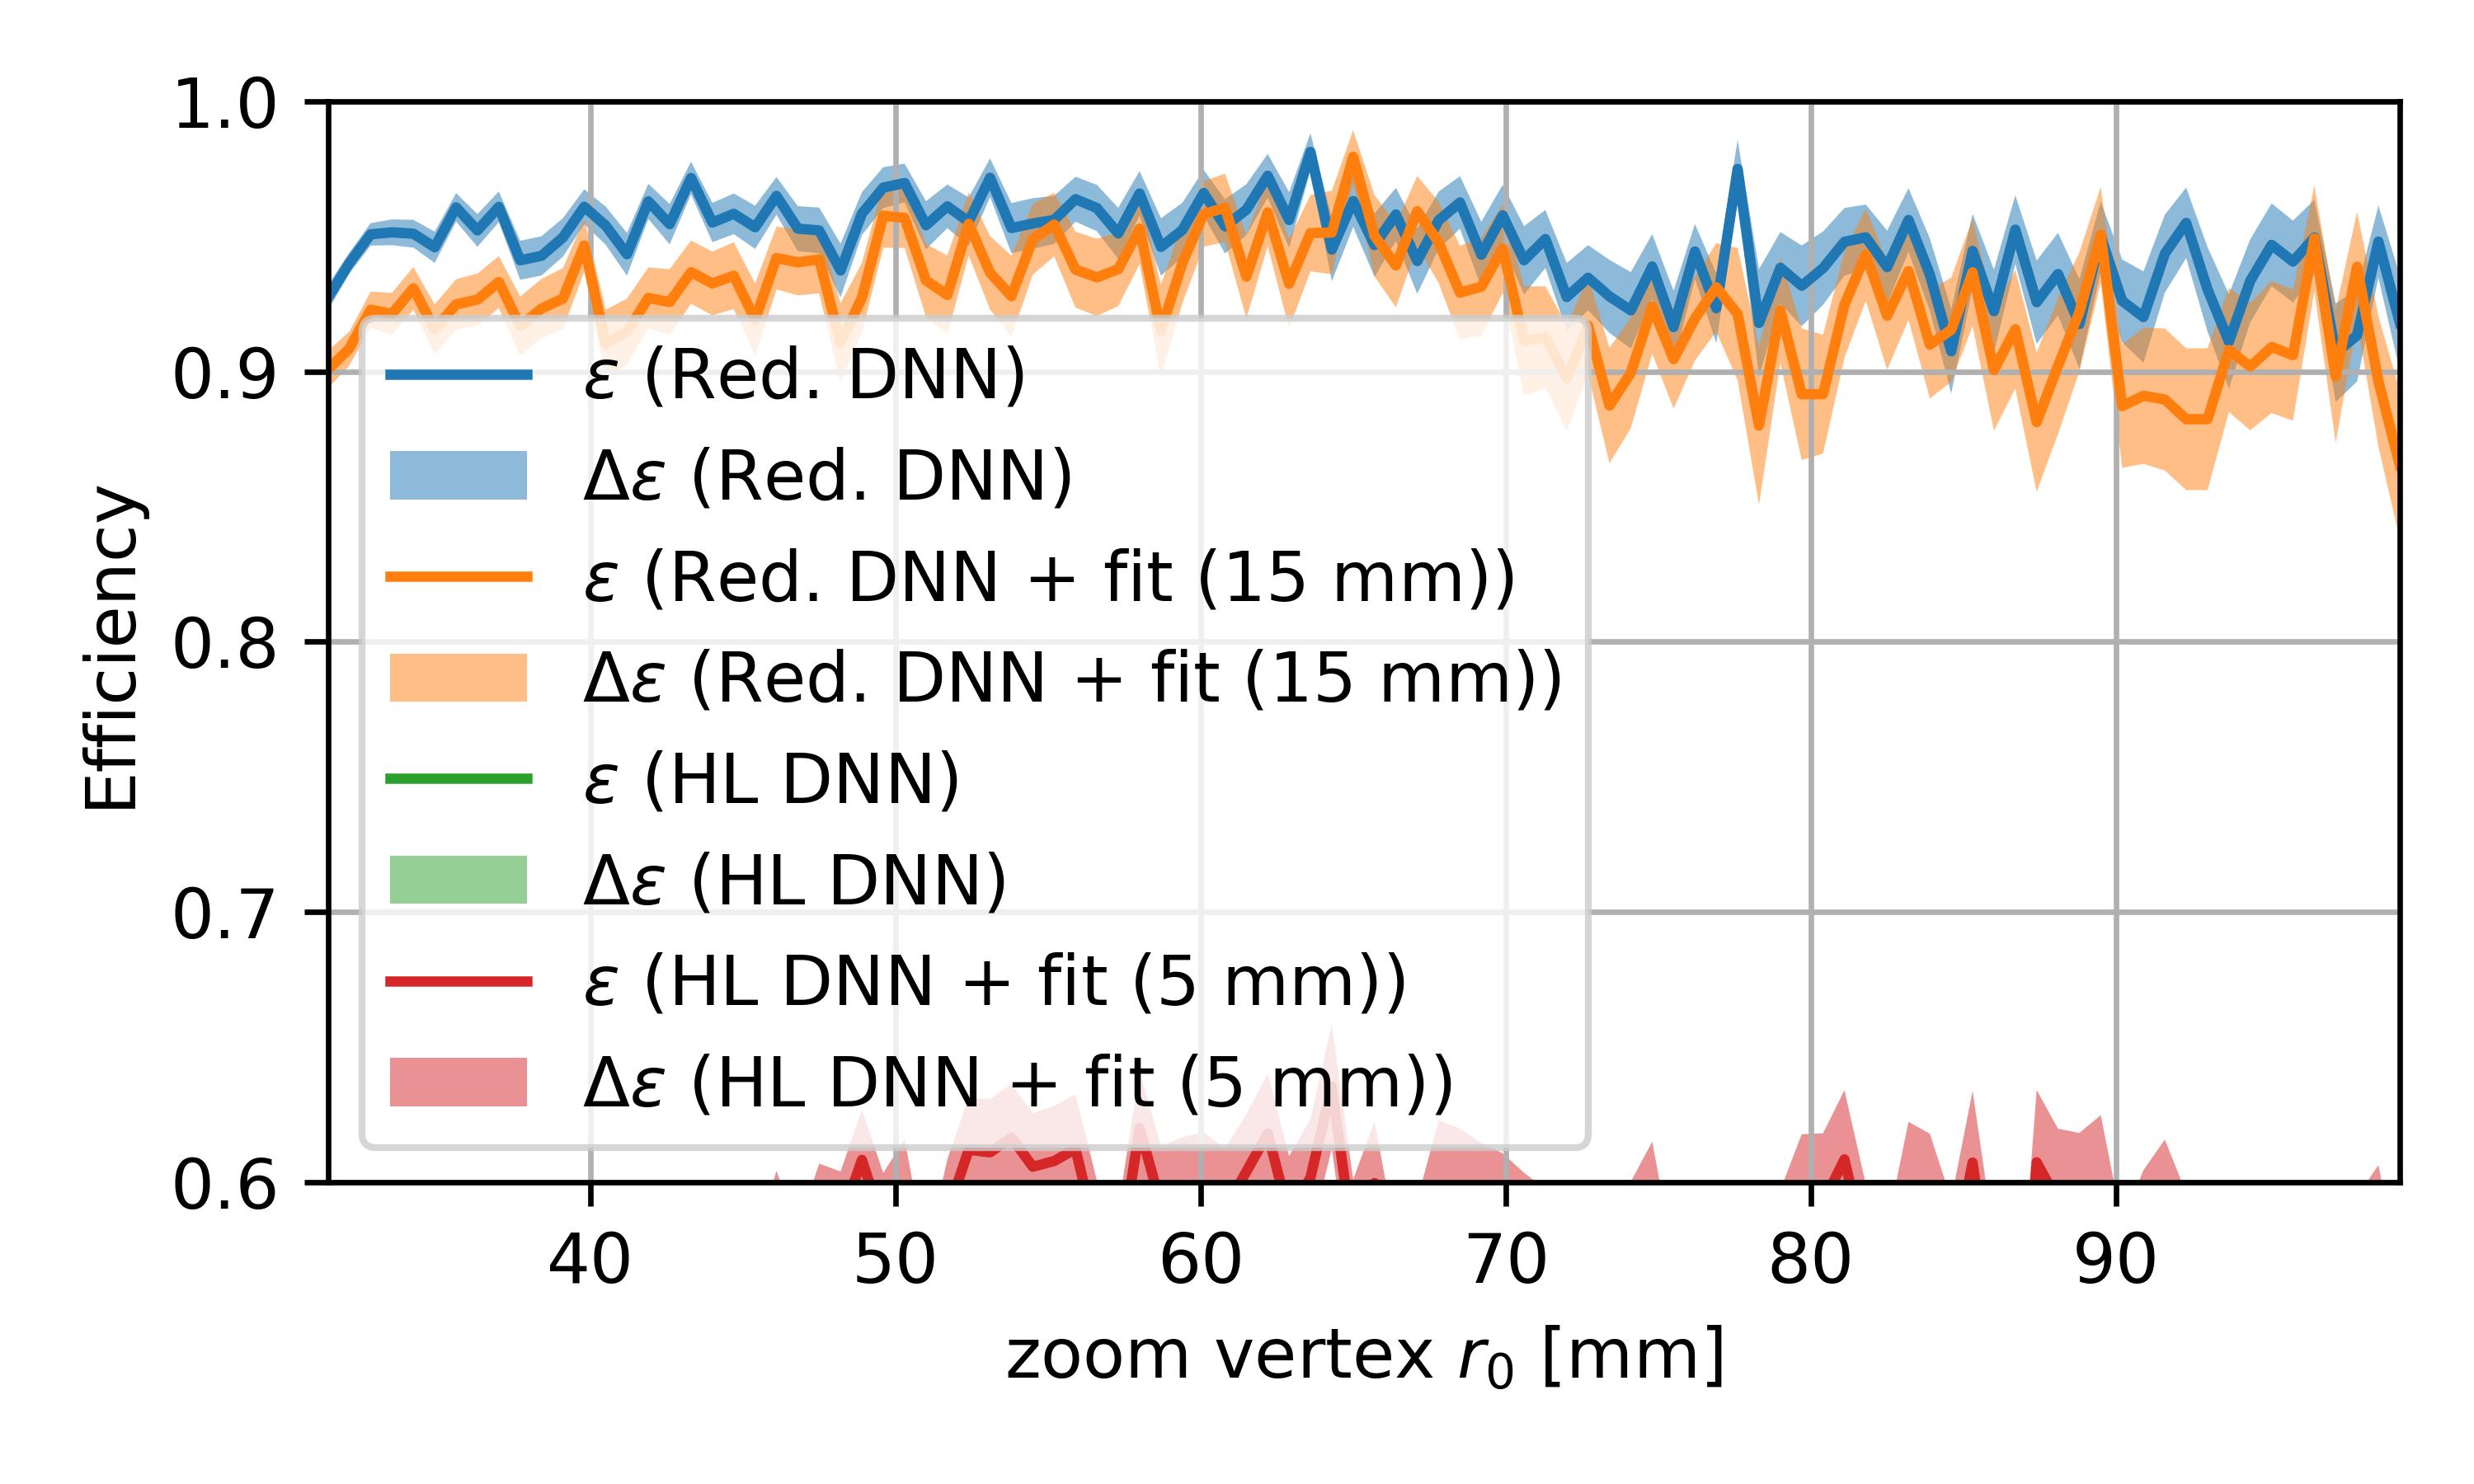 1.0
0.9
0.8
0.7
0.6
Efficiency
ε (Red. DNN)
Δε (Red. DNN)
ε (Red. DNN + fit (15 mm))
Δε (Red. DNN + fit (15 mm))
ε (HL DNN)
Δε (HL DNN)
ε (HL DNN + fit (5 mm))
Δε (HL DNN + fit (5 mm))
40 50 60 70 80 90
zoom vertex r₀ [mm]